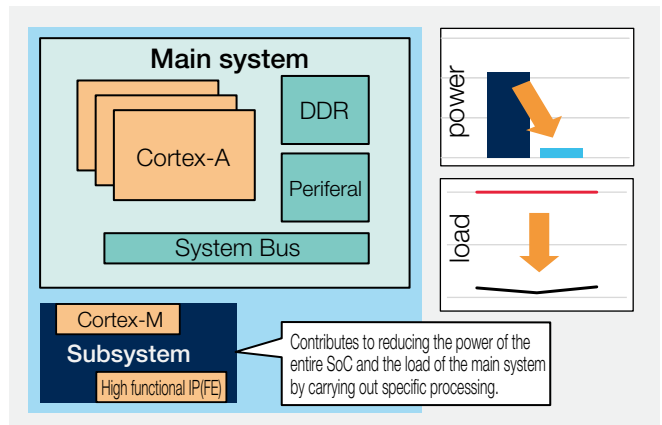 Main system
Cortex-A
DDR
Periferal
System Bus
Cortex-M
Subsystem
High functional IP(FE)
Contributes to reducing the power of the
entire SoC and the load of the main system
by carrying out specific processing.
power
load